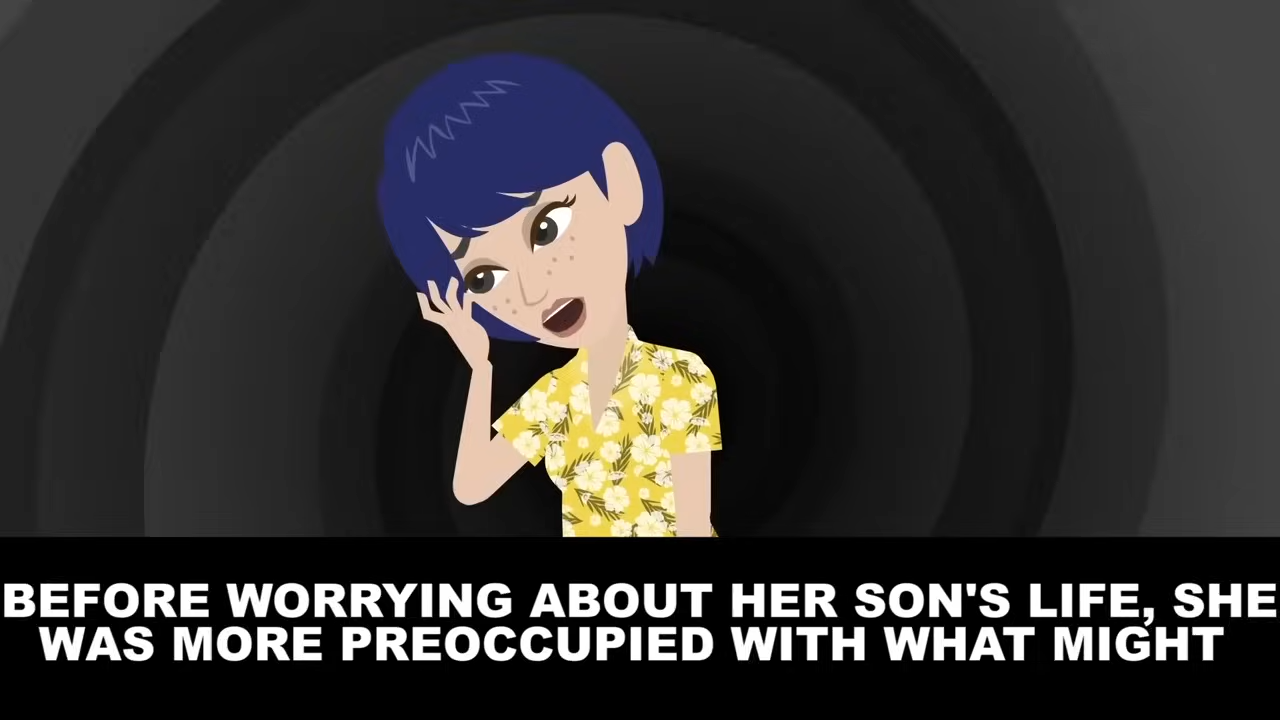 BEFORE WORRYING ABOUT HER SON'S LIFE, SHE
WAS MORE PREOCCUPIED WITH WHAT MIGHT